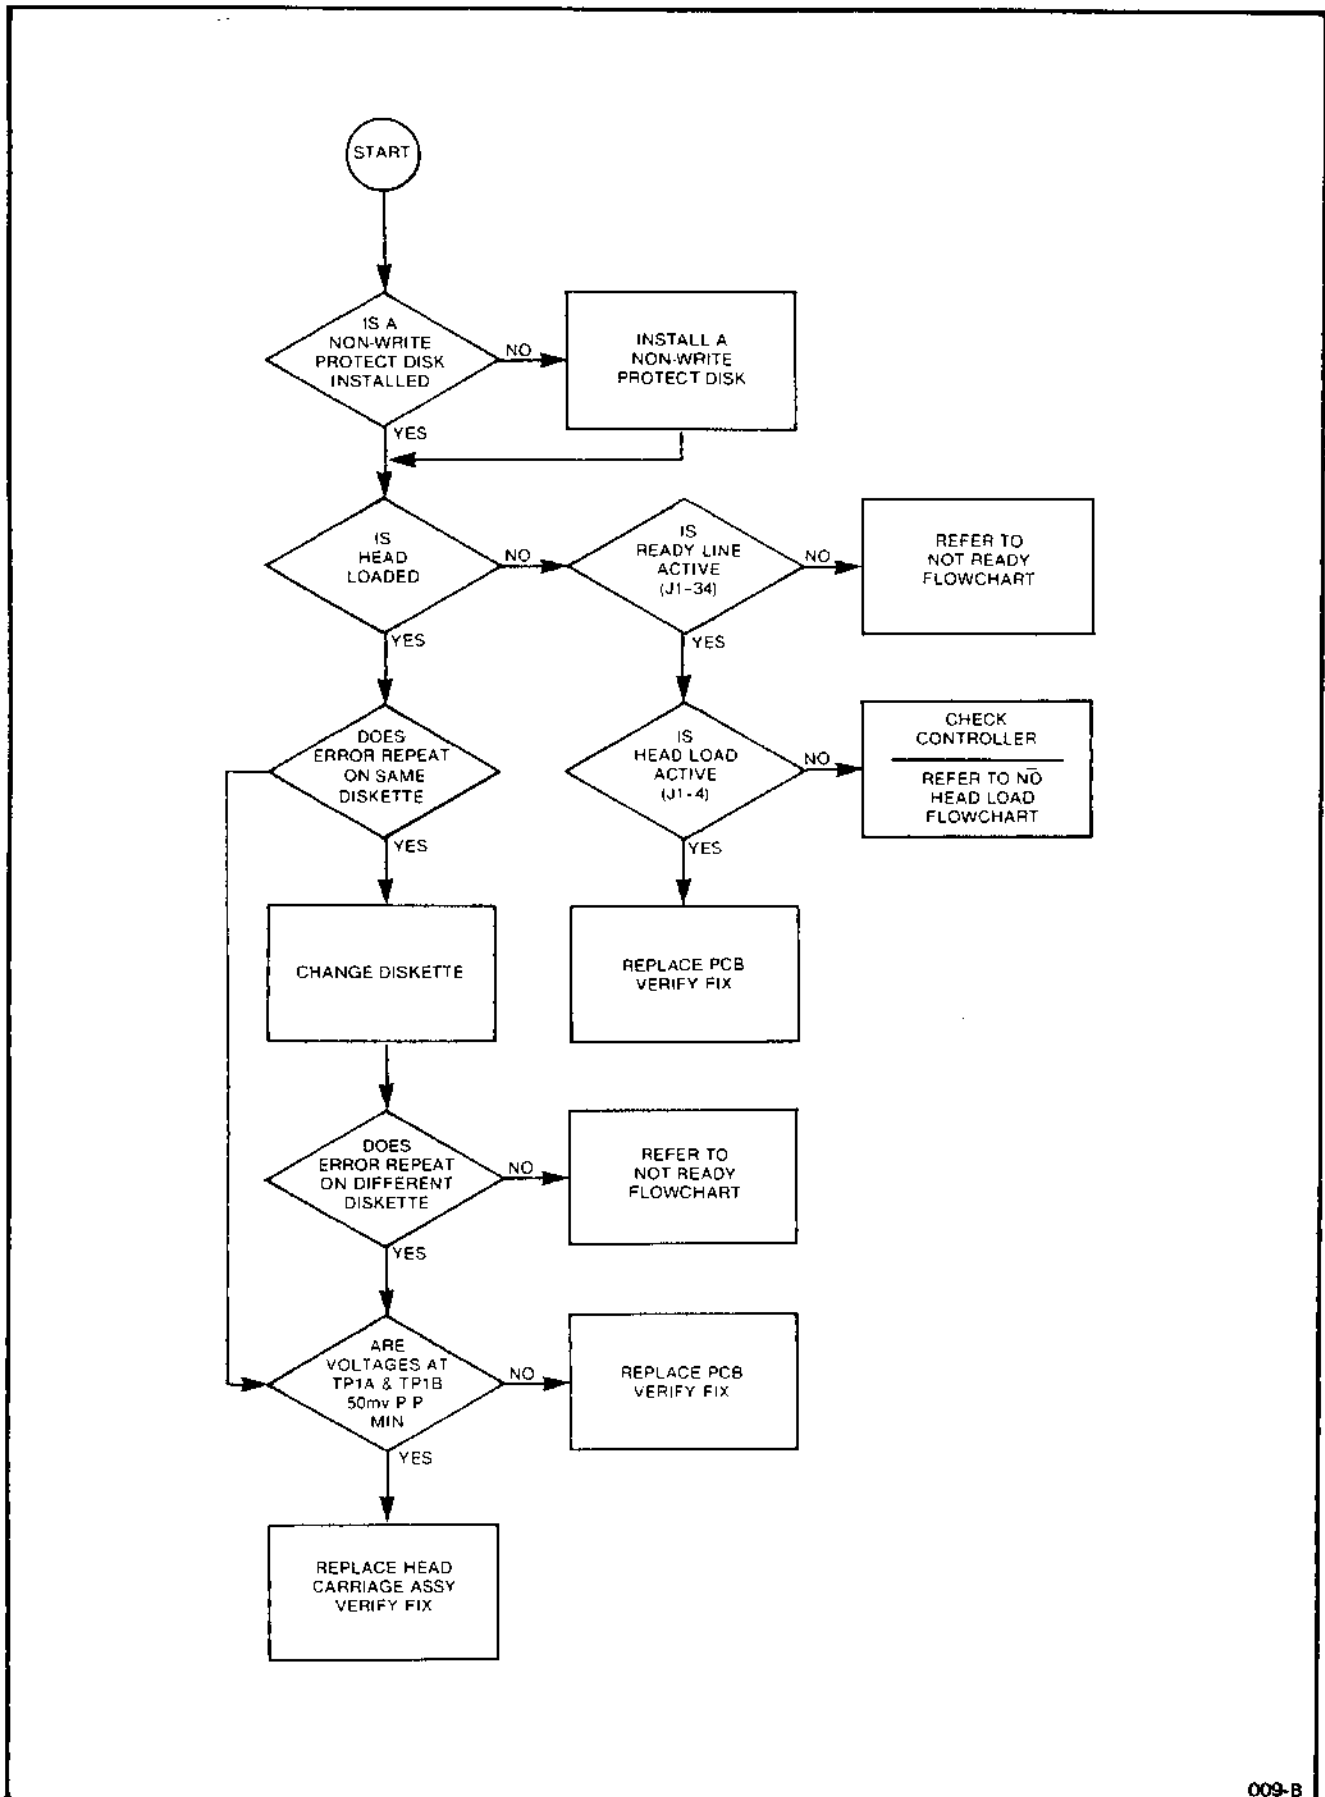 START
IS A
NON-WRITE
PROTECT DISK
INSTALLED
NO
INSTALL A
NON-WRITE
PROTECT DISK
YES
IS
HEAD
LOADED
NO
IS
READY LINE
ACTIVE
(J1-34)
NO
REFER TO
NOT READY
FLOWCHART
YES
YES
DOES
ERROR REPEAT
ON SAME
DISKETTE
IS
HEAD LOAD
ACTIVE
(J1-4)
NO
CHECK
CONTROLLER
REFER TO NO
HEAD LOAD
FLOWCHART
YES
YES
CHANGE DISKETTE
REPLACE PCB
VERIFY FIX
DOES
ERROR REPEAT
ON DIFFERENT
DISKETTE
NO
REFER TO
NOT READY
FLOWCHART
YES
ARE
VOLTAGES AT
TP1A & TP1B
50mv P P
MIN
NO
REPLACE PCB
VERIFY FIX
YES
REPLACE HEAD
CARRIAGE ASSY
VERIFY FIX
009-B